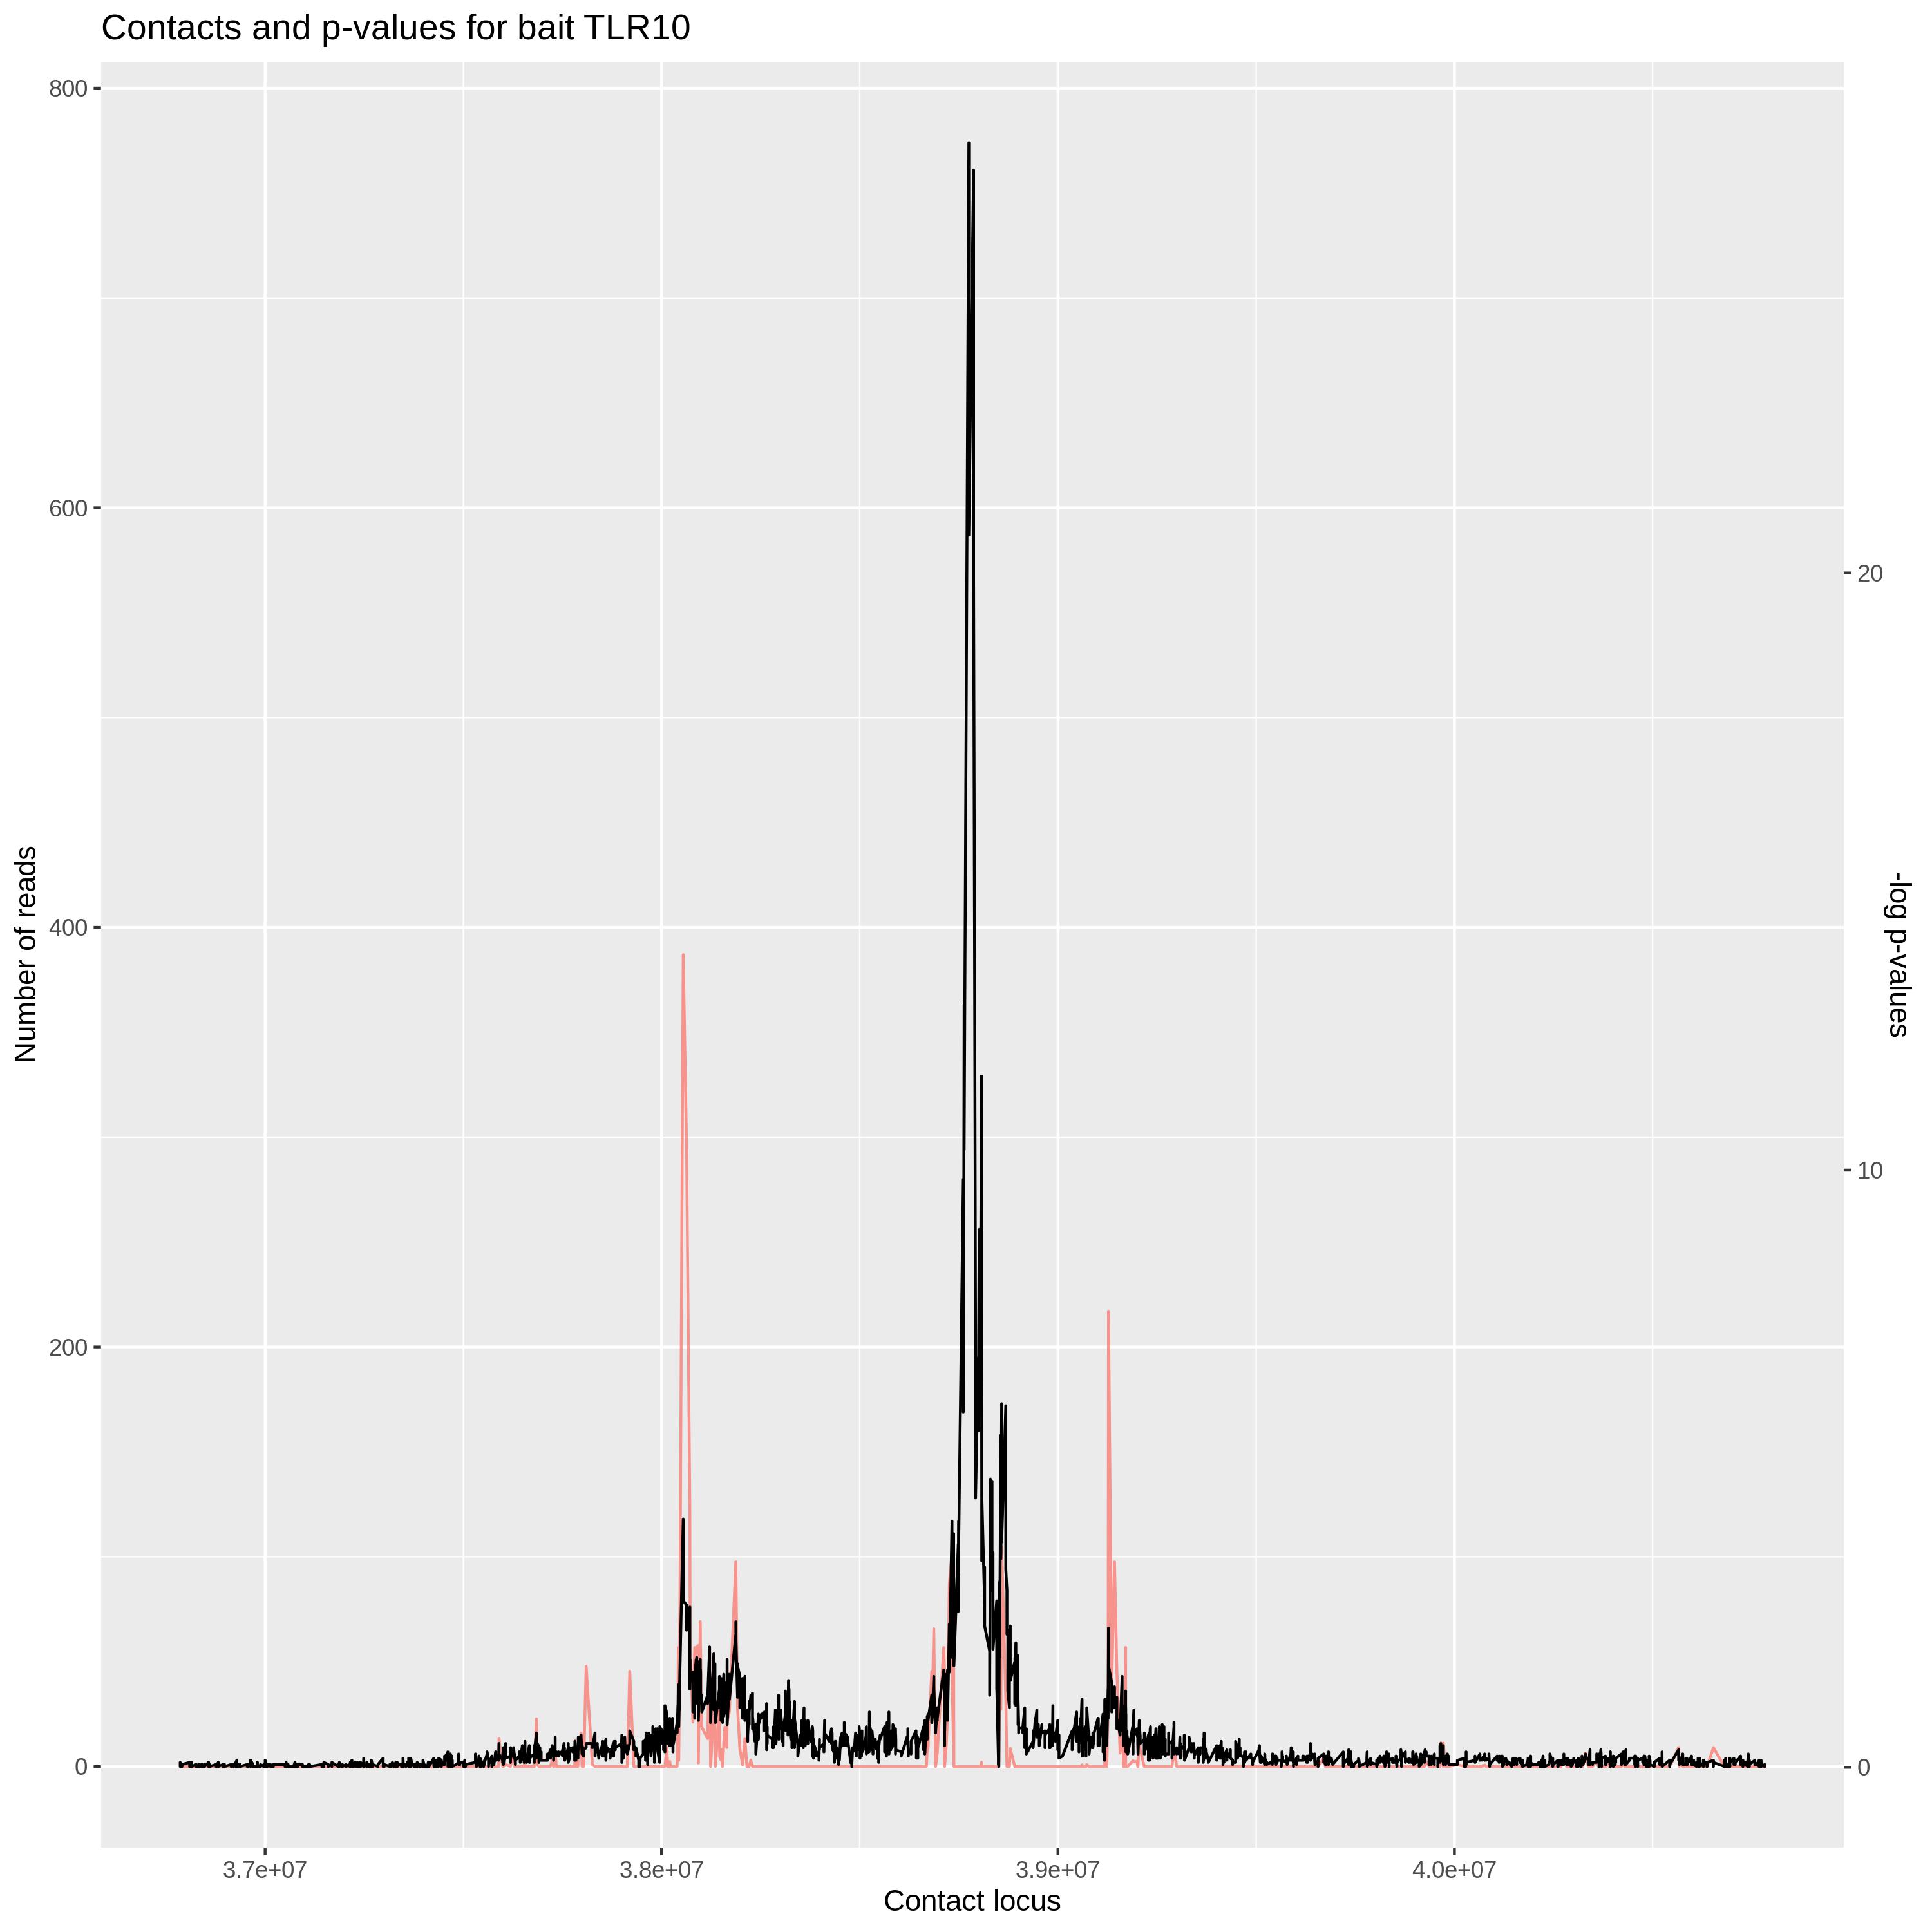 Contacts and p-values for bait TLR10
800
600
400
200
0
Number of reads
20
10
0
-log p-values
3.7e+07 3.8e+07 3.9e+07 4.0e+07
Contact locus